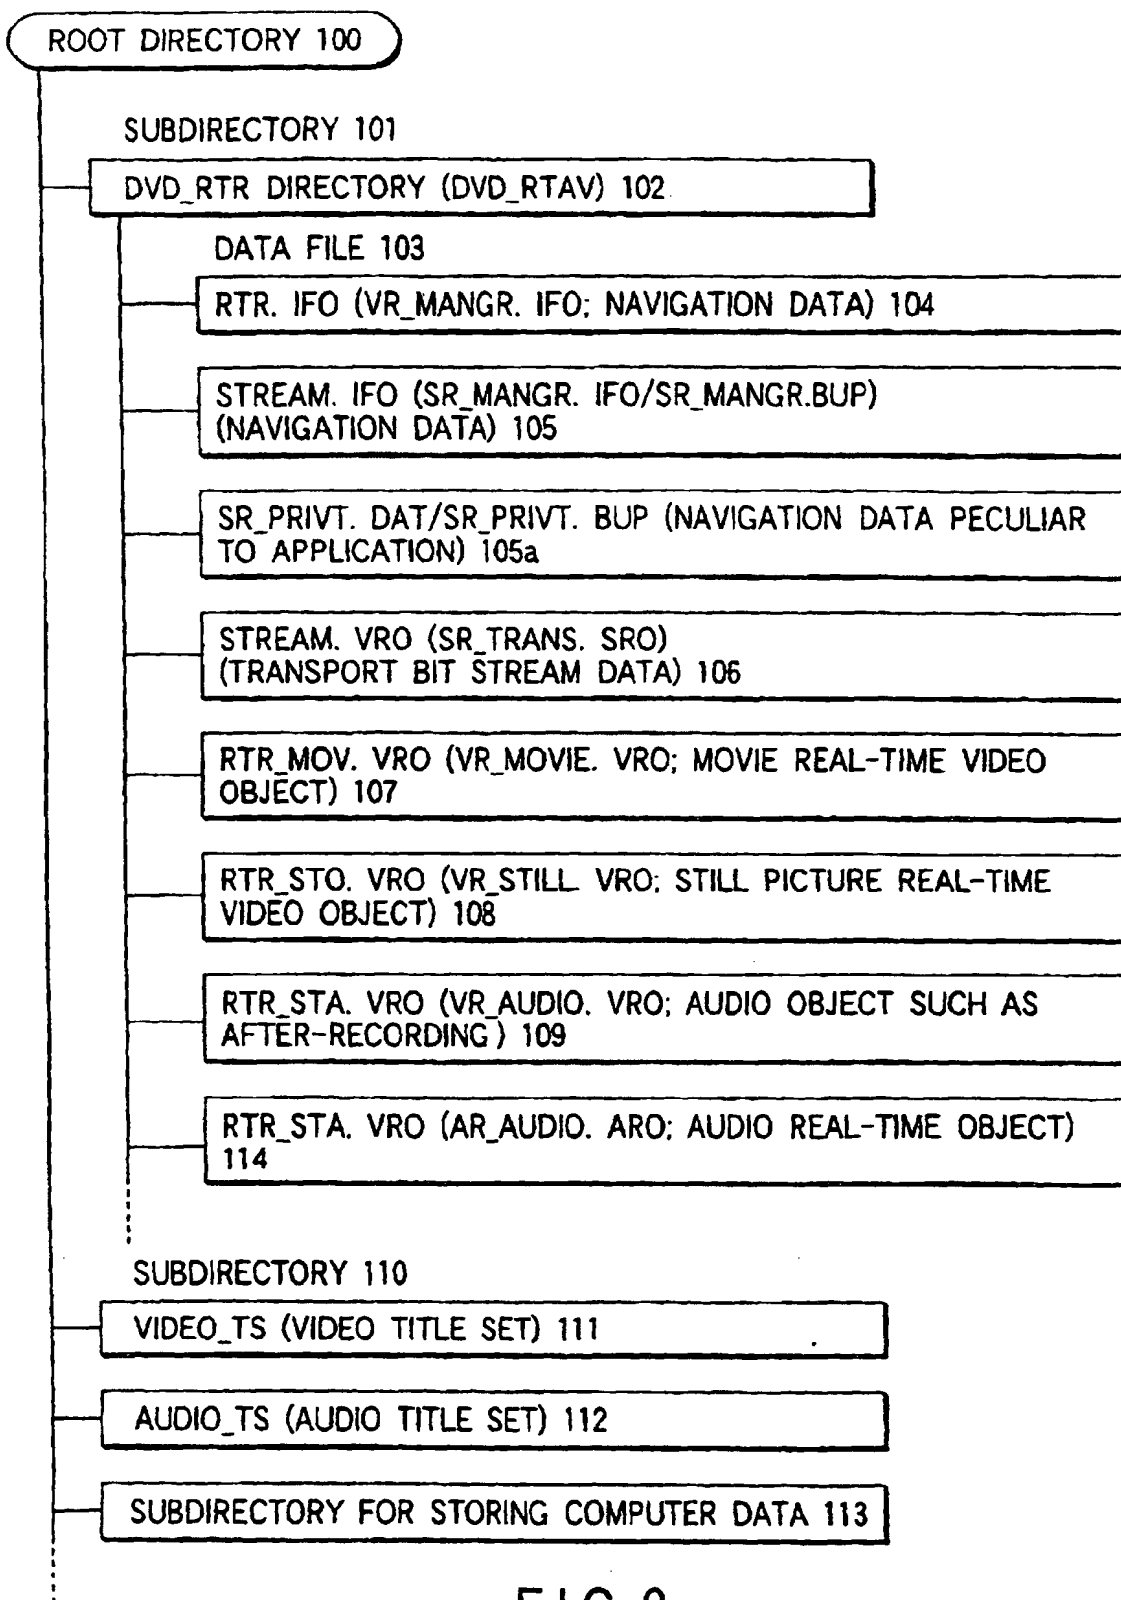 ROOT DIRECTORY 100
SUBDIRECTORY 101
DVD_RTR DIRECTORY (DVD_RTAV) 102
DATA FILE 103
RTR. IFO (VR_MANGR. IFO; NAVIGATION DATA) 104
STREAM. IFO (SR_MANGR. IFO/SR_MANGR.BUP)
(NAVIGATION DATA) 105
SR_PRIVT. DAT/SR_PRIVT. BUP (NAVIGATION DATA PECULIAR
TO APPLICATION) 105a
STREAM. VRO (SR_TRANS. SRO)
(TRANSPORT BIT STREAM DATA) 106
RTR_MOV. VRO (VR_MOVIE. VRO; MOVIE REAL-TIME VIDEO
OBJECT) 107
RTR_STO. VRO (VR_STILL. VRO; STILL PICTURE REAL-TIME
VIDEO OBJECT) 108
RTR_STA. VRO (VR_AUDIO. VRO; AUDIO OBJECT SUCH AS
AFTER-RECORDING) 109
RTR_STA. VRO (AR_AUDIO. ARO; AUDIO REAL-TIME OBJECT)
114
SUBDIRECTORY 110
VIDEO_TS (VIDEO TITLE SET) 111
AUDIO_TS (AUDIO TITLE SET) 112
SUBDIRECTORY FOR STORING COMPUTER DATA 113